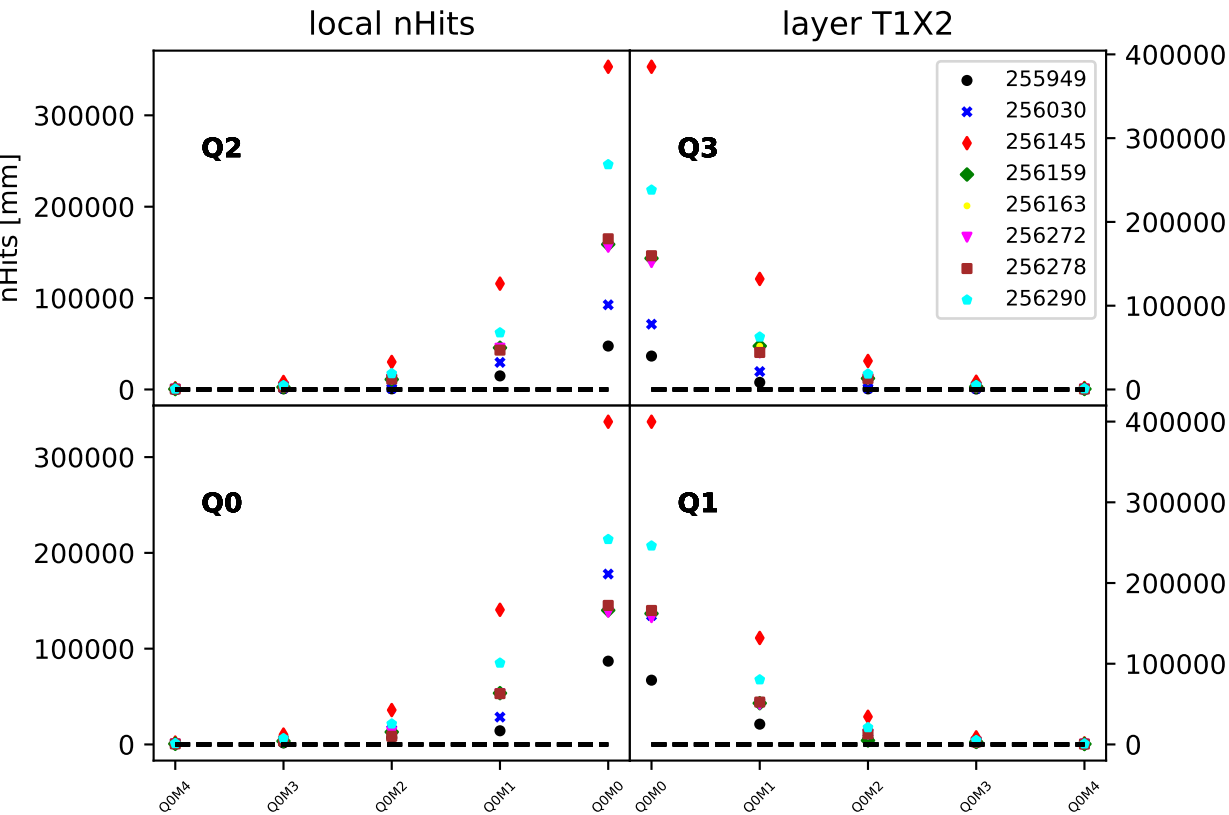 local nHits
layer T1X2
nHits [mm]
300000
200000
100000
0
Q2
Q3
255949
256030
256145
256159
256163
256272
256278
256290
400000
300000
200000
100000
0
300000
200000
100000
0
Q0
Q1
400000
300000
200000
100000
0
Q0M4
Q0M3
Q0M2
Q0M1
Q0M0
Q0M0
Q0M1
Q0M2
Q0M3
Q0M4